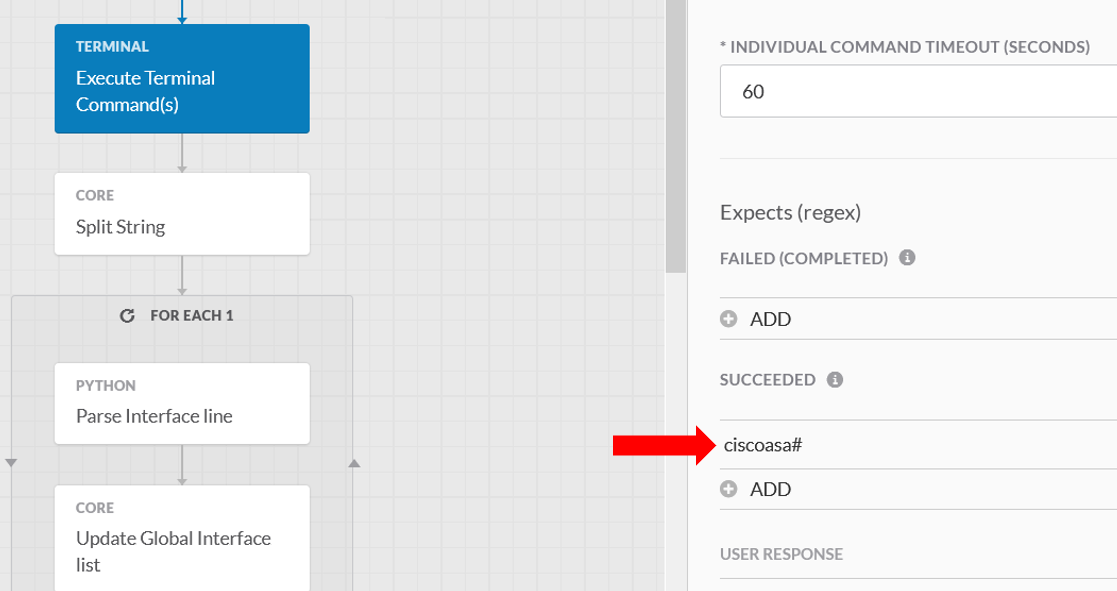 TERMINAL
Execute Terminal
Command(s)
CORE
Split String
FOR EACH 1
PYTHON
Parse Interface line
CORE
Update Global Interface
list
* INDIVIDUAL COMMAND TIMEOUT (SECONDS)
60
Expects (regex)
FAILED (COMPLETED)
ADD
SUCCEEDED
ciscoasa#
ADD
USER RESPONSE